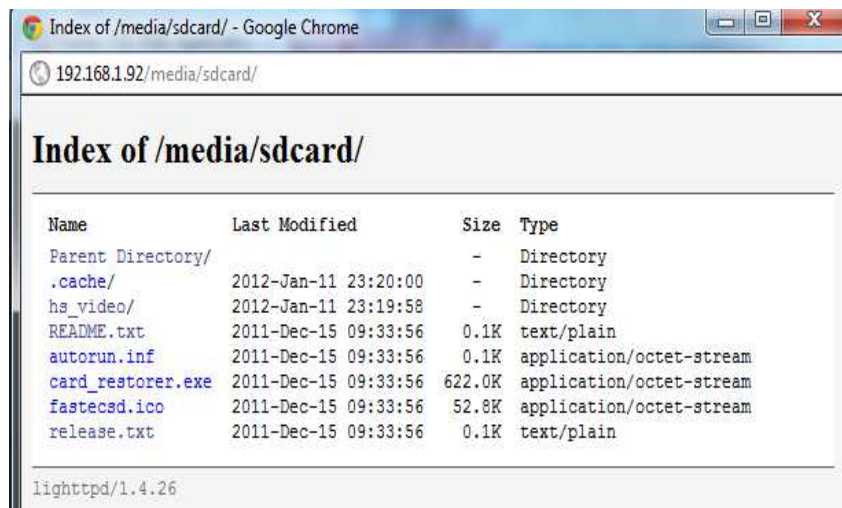 Index of /media/sdcard/ - Google Chrome
192.168.1.92/media/sdcard/
Index of /media/sdcard/
Name Last Modified Size Type
Parent Directory/ - Directory
.cache/ 2012-Jan-11 23:20:00 - Directory
hs_video/ 2012-Jan-11 23:19:58 - Directory
README.txt 2011-Dec-15 09:33:56 0.1K text/plain
autorun.inf 2011-Dec-15 09:33:56 0.1K application/octet-stream
card_restorer.exe 2011-Dec-15 09:33:56 622.0K application/octet-stream
fastecsd.ico 2011-Dec-15 09:33:56 52.8K application/octet-stream
release.txt 2011-Dec-15 09:33:56 0.1K text/plain
lighttpd/1.4.26